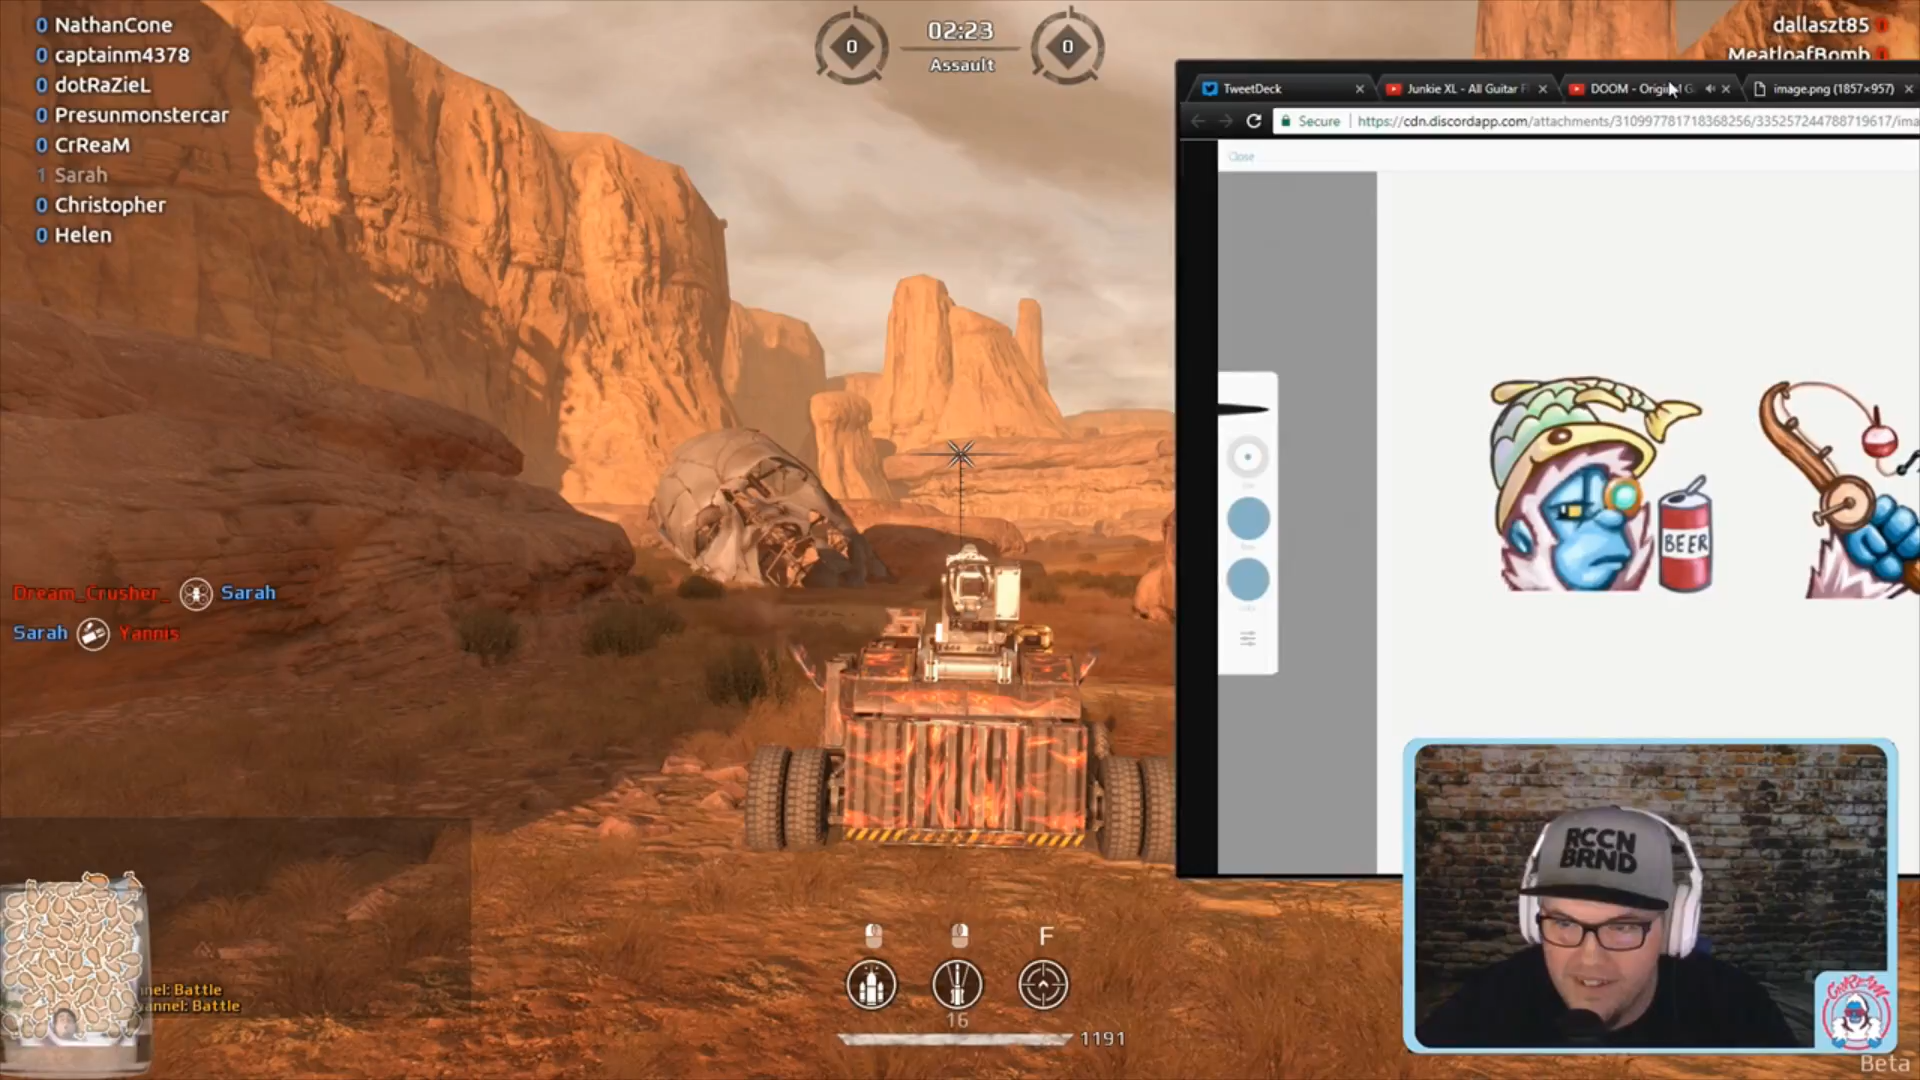 0 NathanCone
0 captainm4378
0 dotRaZieL
0 Presunmonstercar
0 CrReaM
1 Sarah
0 Christopher
0 Helen
0 02:23 0
Assault
dallaszt85 0
MeatloafBomb
TweetDeck
Junkie XL - All Guitar F
DOOM - Original G
image.png (1857×957)
Secure https://cdn.discordapp.com/attachments/310997781718368256/335257244788719617/ima
Close
BEER
Dream_Crusher_ Sarah
Sarah Yannis
nel: Battle
annel: Battle
F
16
1191
RCCN
BRND
CrReaM
Beta